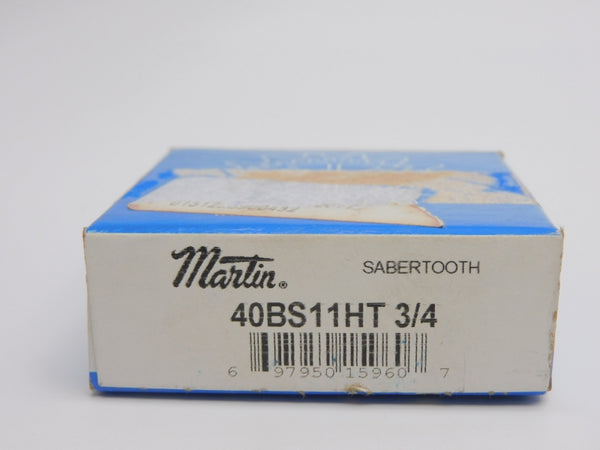 Martin®
SABERTOOTH
40BS11HT 3/4
6 97950 15960 7